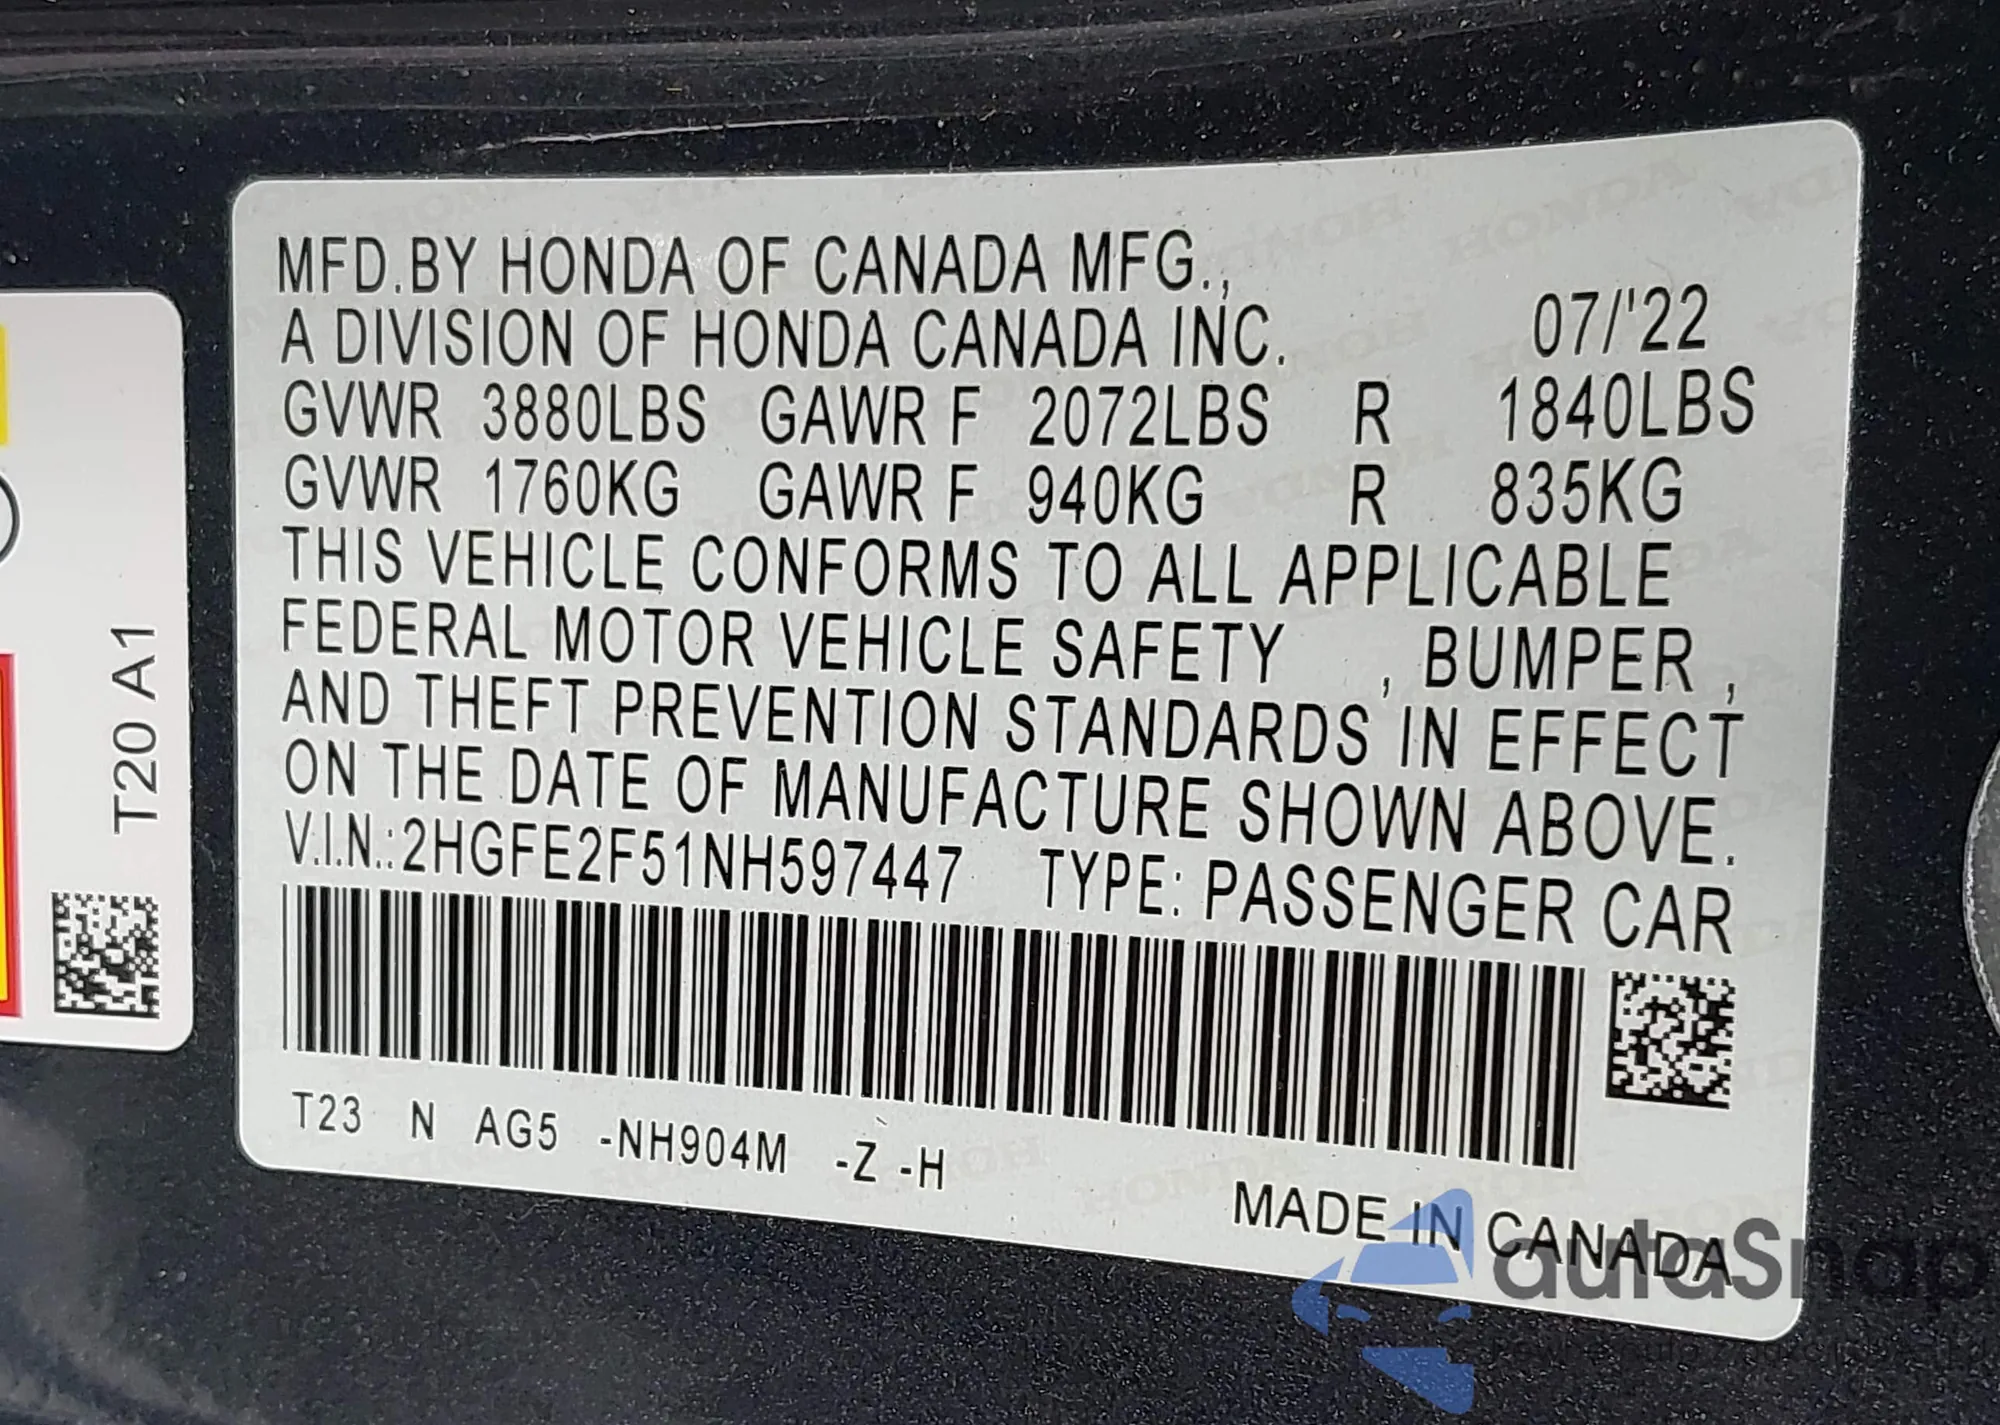 MFD.BY HONDA OF CANADA MFG.,
A DIVISION OF HONDA CANADA INC. 07/'22
GVWR 3880LBS GAWR F 2072LBS R 1840LBS
GVWR 1760KG GAWR F 940KG R 835KG
THIS VEHICLE CONFORMS TO ALL APPLICABLE
FEDERAL MOTOR VEHICLE SAFETY , BUMPER ,
AND THEFT PREVENTION STANDARDS IN EFFECT
ON THE DATE OF MANUFACTURE SHOWN ABOVE.
V.I.N.:2HGFE2F51NH597447 TYPE: PASSENGER CAR
T23 N AG5 -NH904M -Z -H
MADE IN CANADA
T20 A1
autoSnap